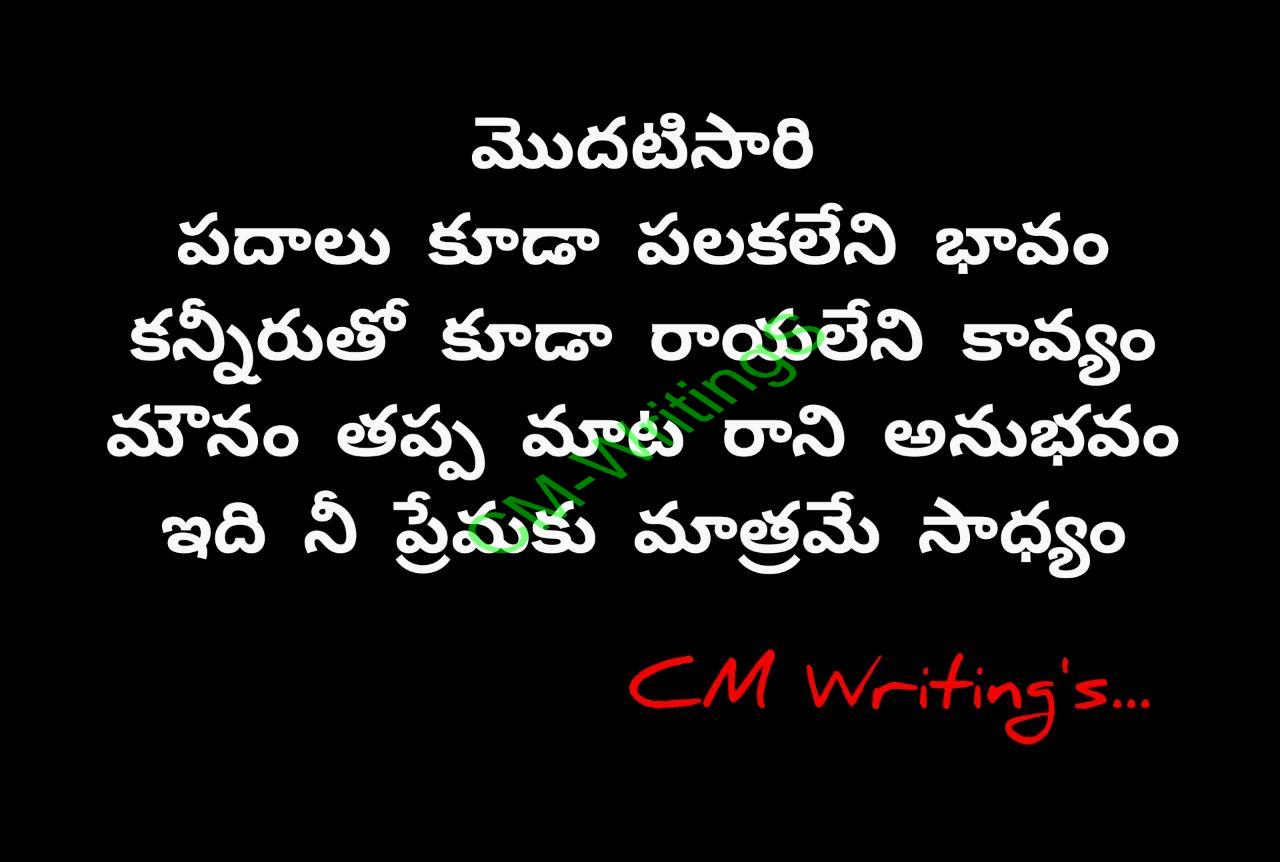 మొదటిసారి
పదాలు కూడా పలకలేని భావం
కన్నీరుతో కూడా రాయలేని కావ్యం
మౌనం తప్ప మాట రాని అనుభవం
ఇది నీ ప్రేమకు మాత్రమే సాధ్యం
CM-WritingS
CM Writing's...